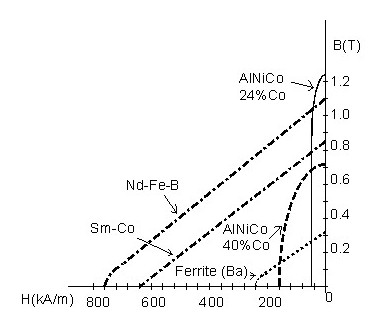 B(T)
AlNiCo
24%Co
1.2
1.0
0.8
Nd-Fe-B
0.6
Sm-Co
AlNiCo
40%Co
0.4
0.2
Ferrite (Ba)
H(kA/m) 800 600 400 200 0
0